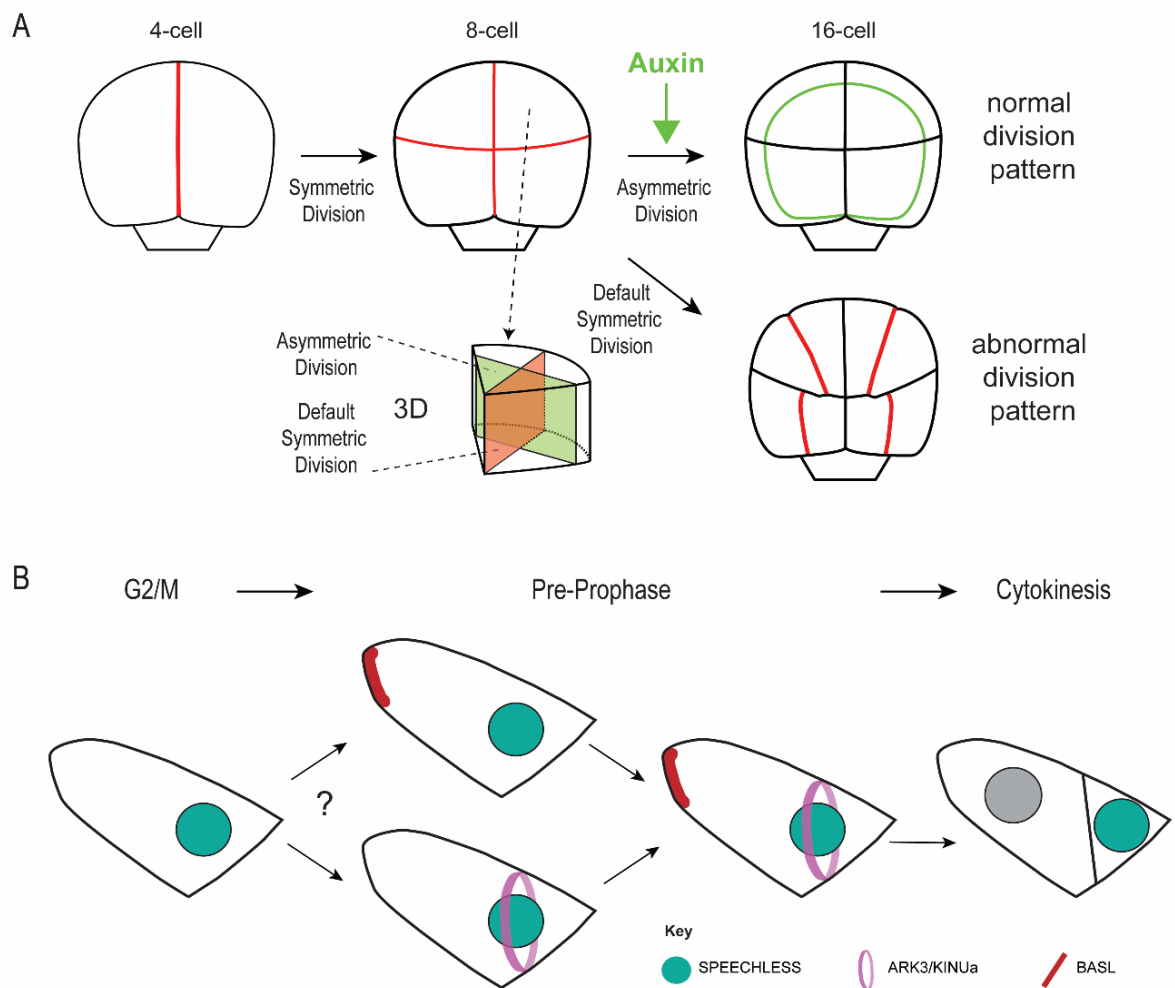 A
4-cell
8-cell
16-cell
Auxin
Symmetric
Division
Asymmetric
Division
normal
division
pattern
Default
Symmetric
Division
Asymmetric
Division
3D
Default
Symmetric
Division
abnormal
division
pattern
B
G2/M
Pre-Prophase
Cytokinesis
?
Key
SPEECHLESS
ARK3/KINUa
BASL